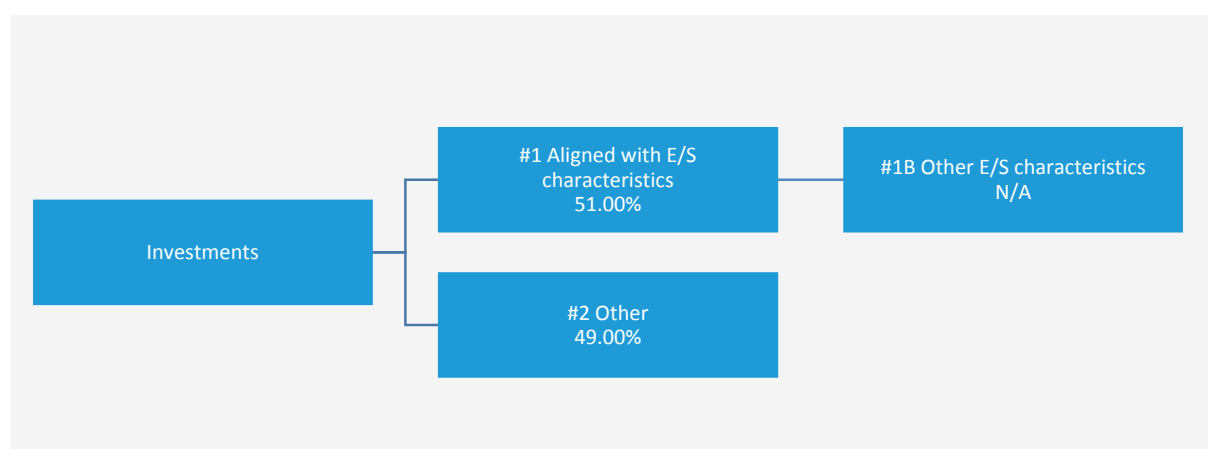 #1 Aligned with E/S
characteristics
51.00%
#1B Other E/S characteristics
N/A
Investments
#2 Other
49.00%